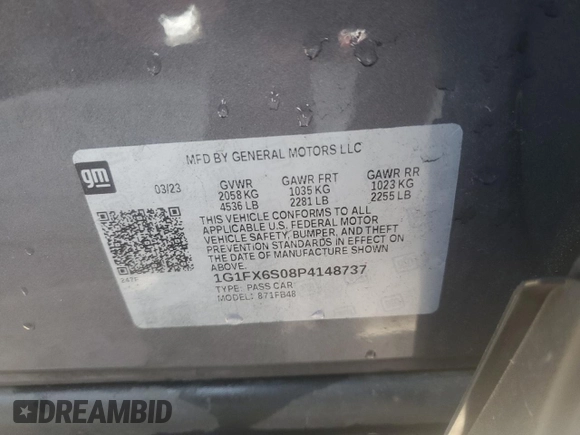 gm
MFD BY GENERAL MOTORS LLC
03/23 GVWR GAWR FRT GAWR RR
2058 KG 1035 KG 1023 KG
4536 LB 2281 LB 2255 LB
THIS VEHICLE CONFORMS TO ALL
APPLICABLE U.S. FEDERAL MOTOR
VEHICLE SAFETY, BUMPER, AND THEFT
PREVENTION STANDARDS IN EFFECT ON
THE DATE OF MANUFACTURE SHOWN
ABOVE.
1G1FX6S08P4148737
TYPE: PASS CAR
MODEL: 871FB48
DREAMBID